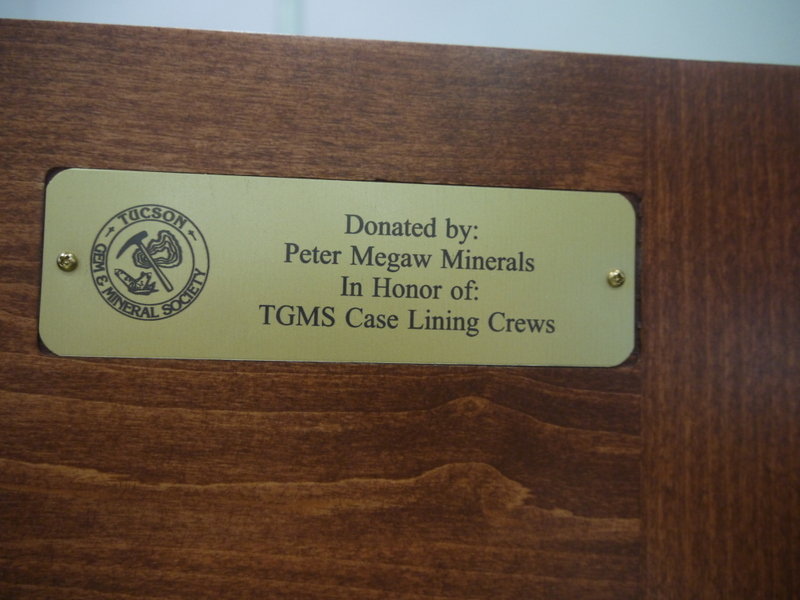 TUCSON
GEM & MINERAL SOCIETY
Donated by:
Peter Megaw Minerals
In Honor of:
TGMS Case Lining Crews